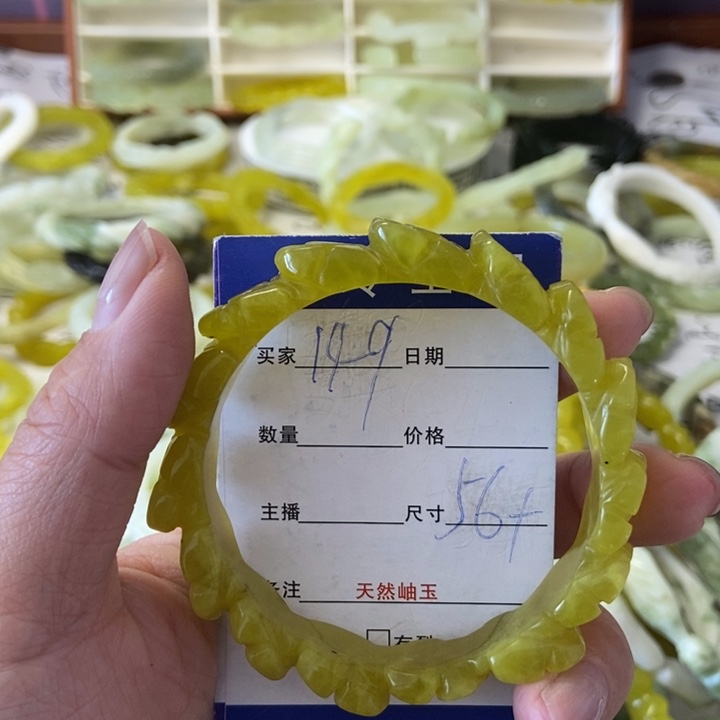 买家 149 日期
数量 价格
主播 尺寸 56+
备注 天然岫玉